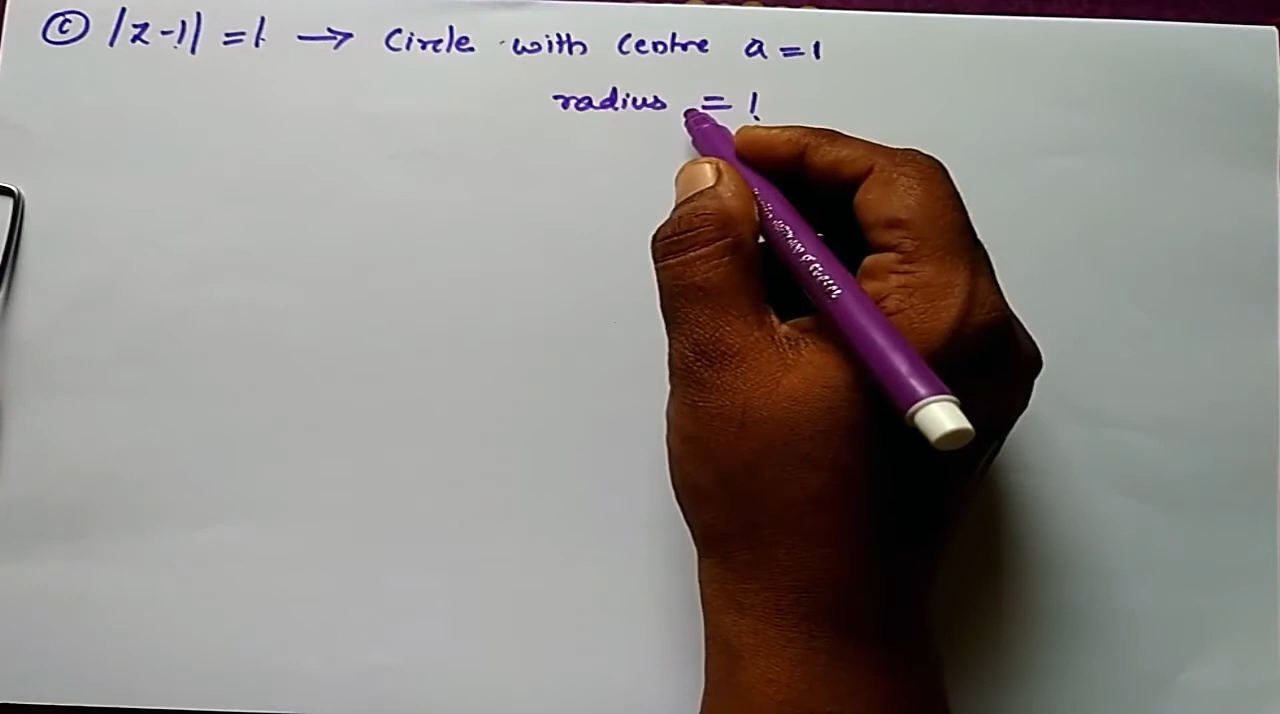 Ⓒ |z-1| = 1 → Circle with Centre a = 1
radius = 1